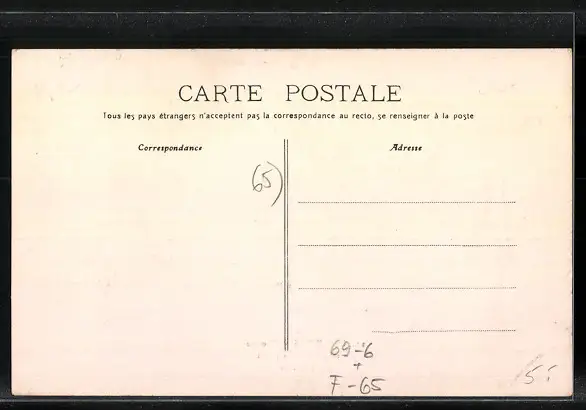 CARTE POSTALE
Tous les pays étrangers n'acceptent pas la correspondance au recto, se renseigner à la poste
Correspondance
Adresse
65)
69-6
+
F-65